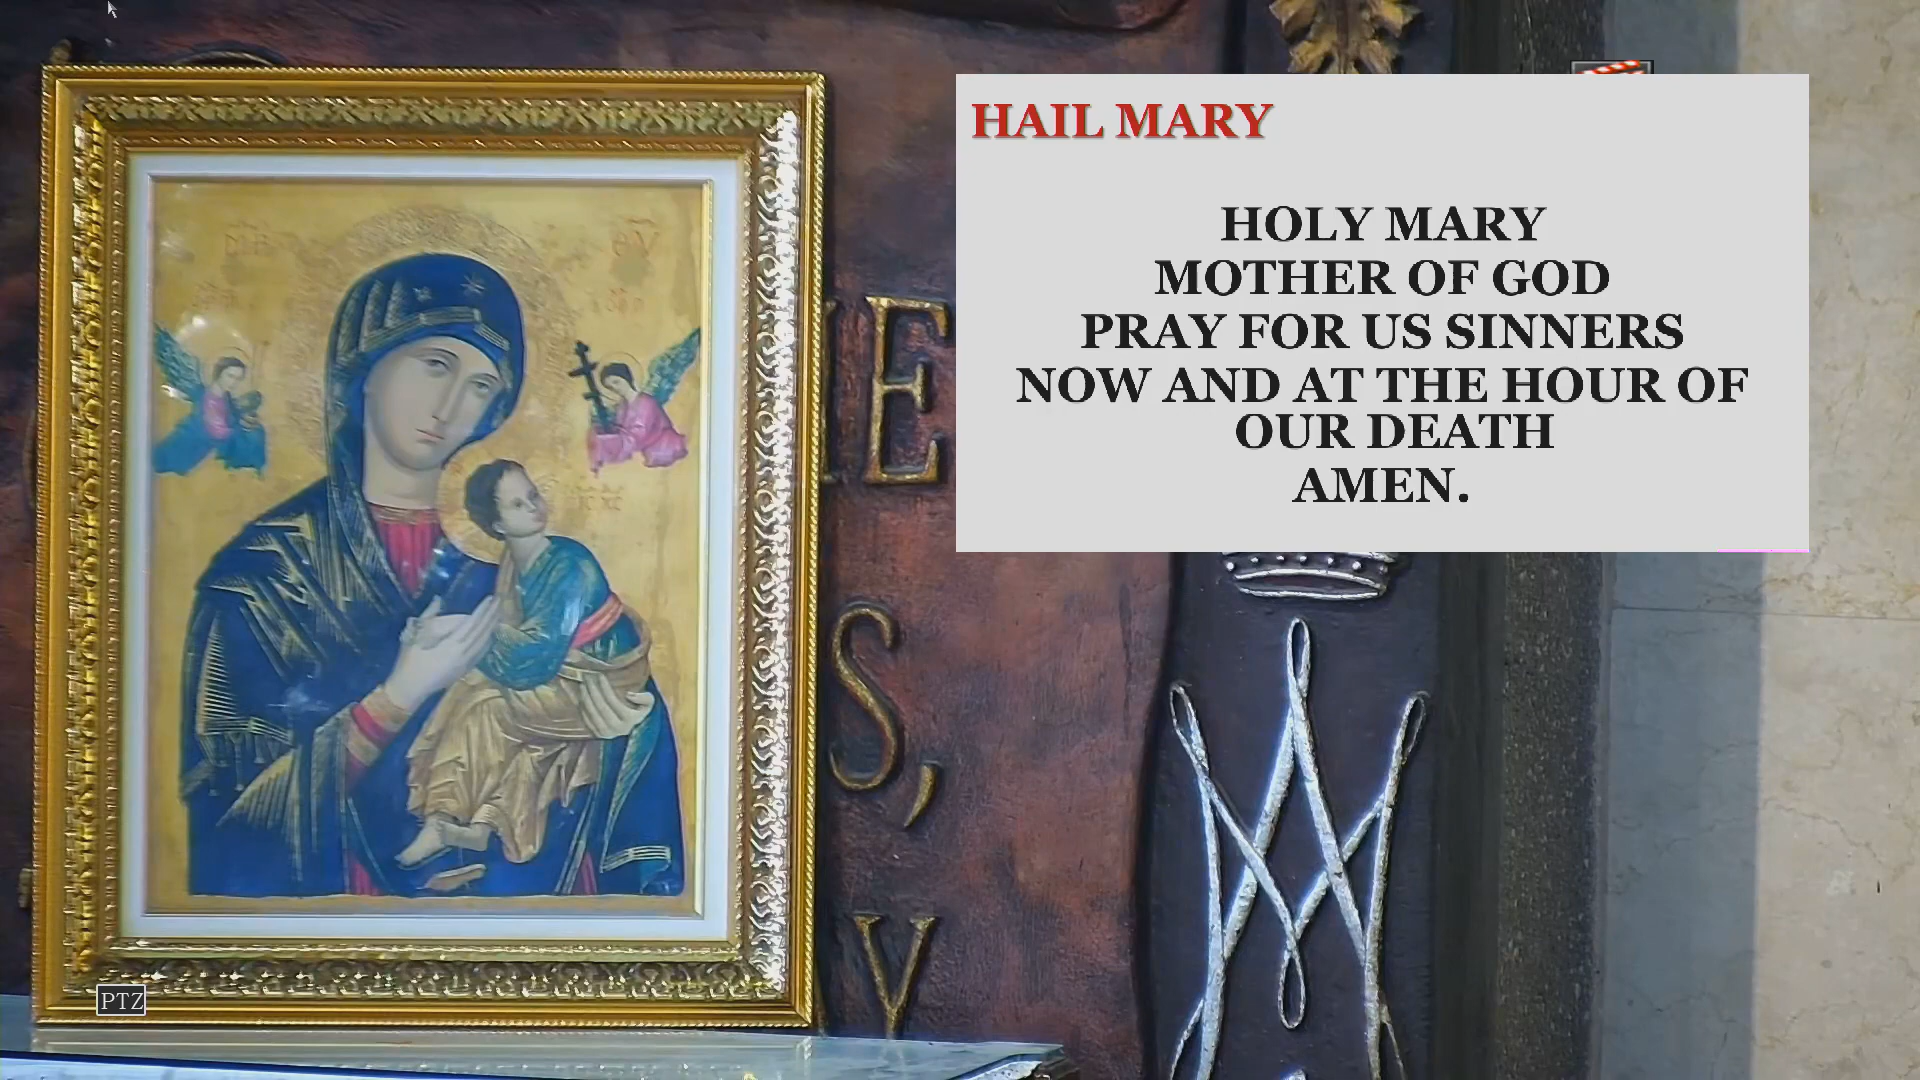 HAIL MARY
HOLY MARY
MOTHER OF GOD
PRAY FOR US SINNERS
NOW AND AT THE HOUR OF
OUR DEATH
AMEN.
E
S,
Y
PTZ